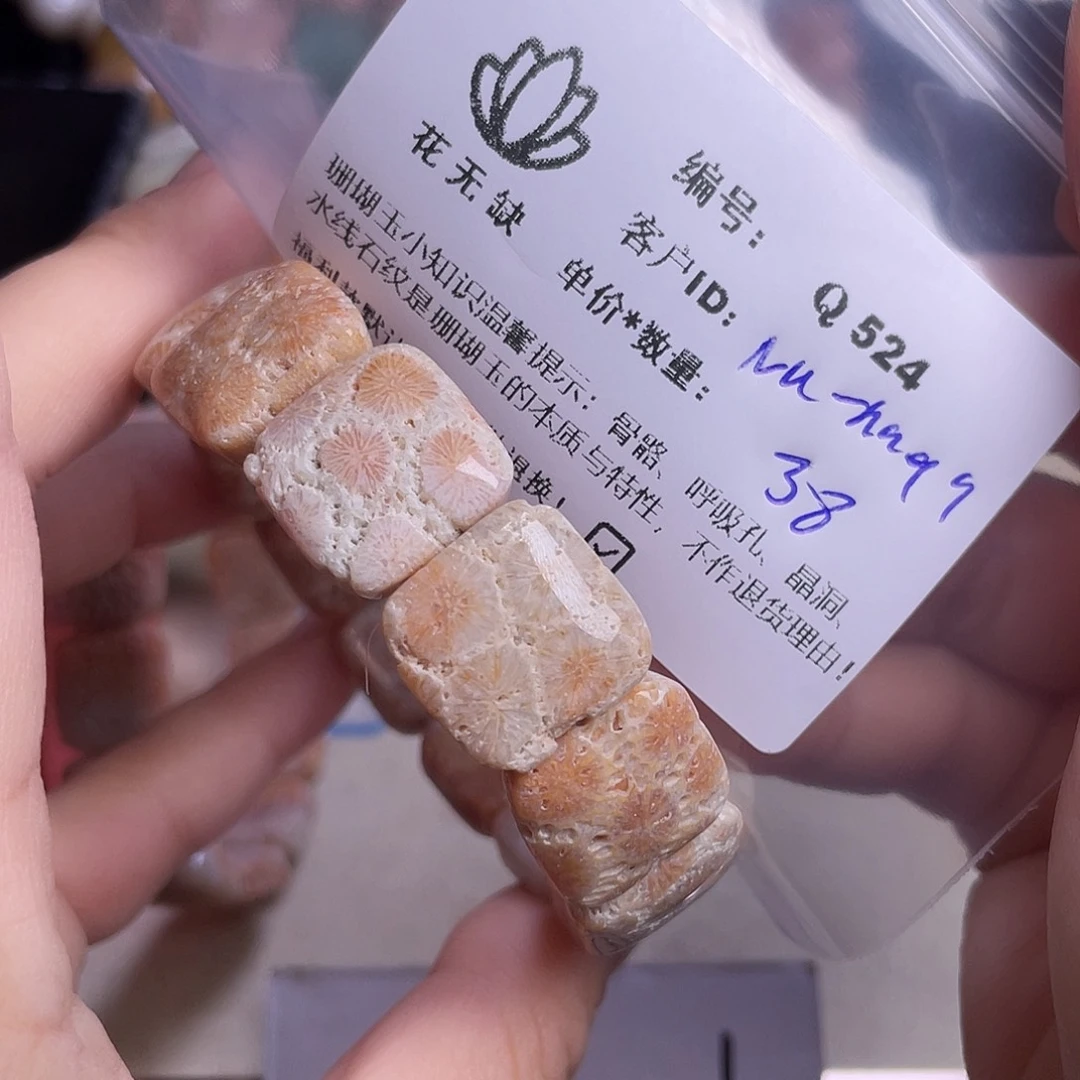 花无缺
编号: Q524
客户ID:
单价*数量: 38
珊瑚玉小知识温馨提示：骨骼、呼吸孔、晶洞、
水线石纹是珊瑚玉的本质与特性，不作退货理由！
退换！